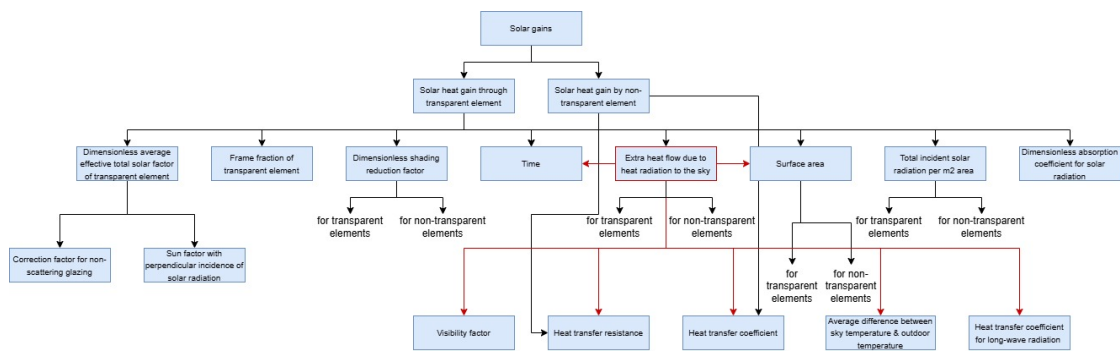 Solar gains
Solar heat gain through
transparent element
Solar heat gain by non-
transparent element
Dimensionless average
effective total solar factor
of transparent element
Frame fraction of
transparent element
Dimensionless shading
reduction factor
Time
Extra heat flow due to
heat radiation to the sky
Surface area
Total incident solar
radiation per m2 area
Dimensionless absorption
coefficient for solar
radiation
for transparent
elements
for non-transparent
elements
for transparent
elements
for non-transparent
elements
for transparent
elements
for non-transparent
elements
Correction factor for non-
scattering glazing
Sun factor with
perpendicular incidence of
solar radiation
for
transparent
elements
for non-
transparent
elements
Visibility factor
Heat transfer resistance
Heat transfer coefficient
Average difference between
sky temperature & outdoor
temperature
Heat transfer coefficient
for long-wave radiation